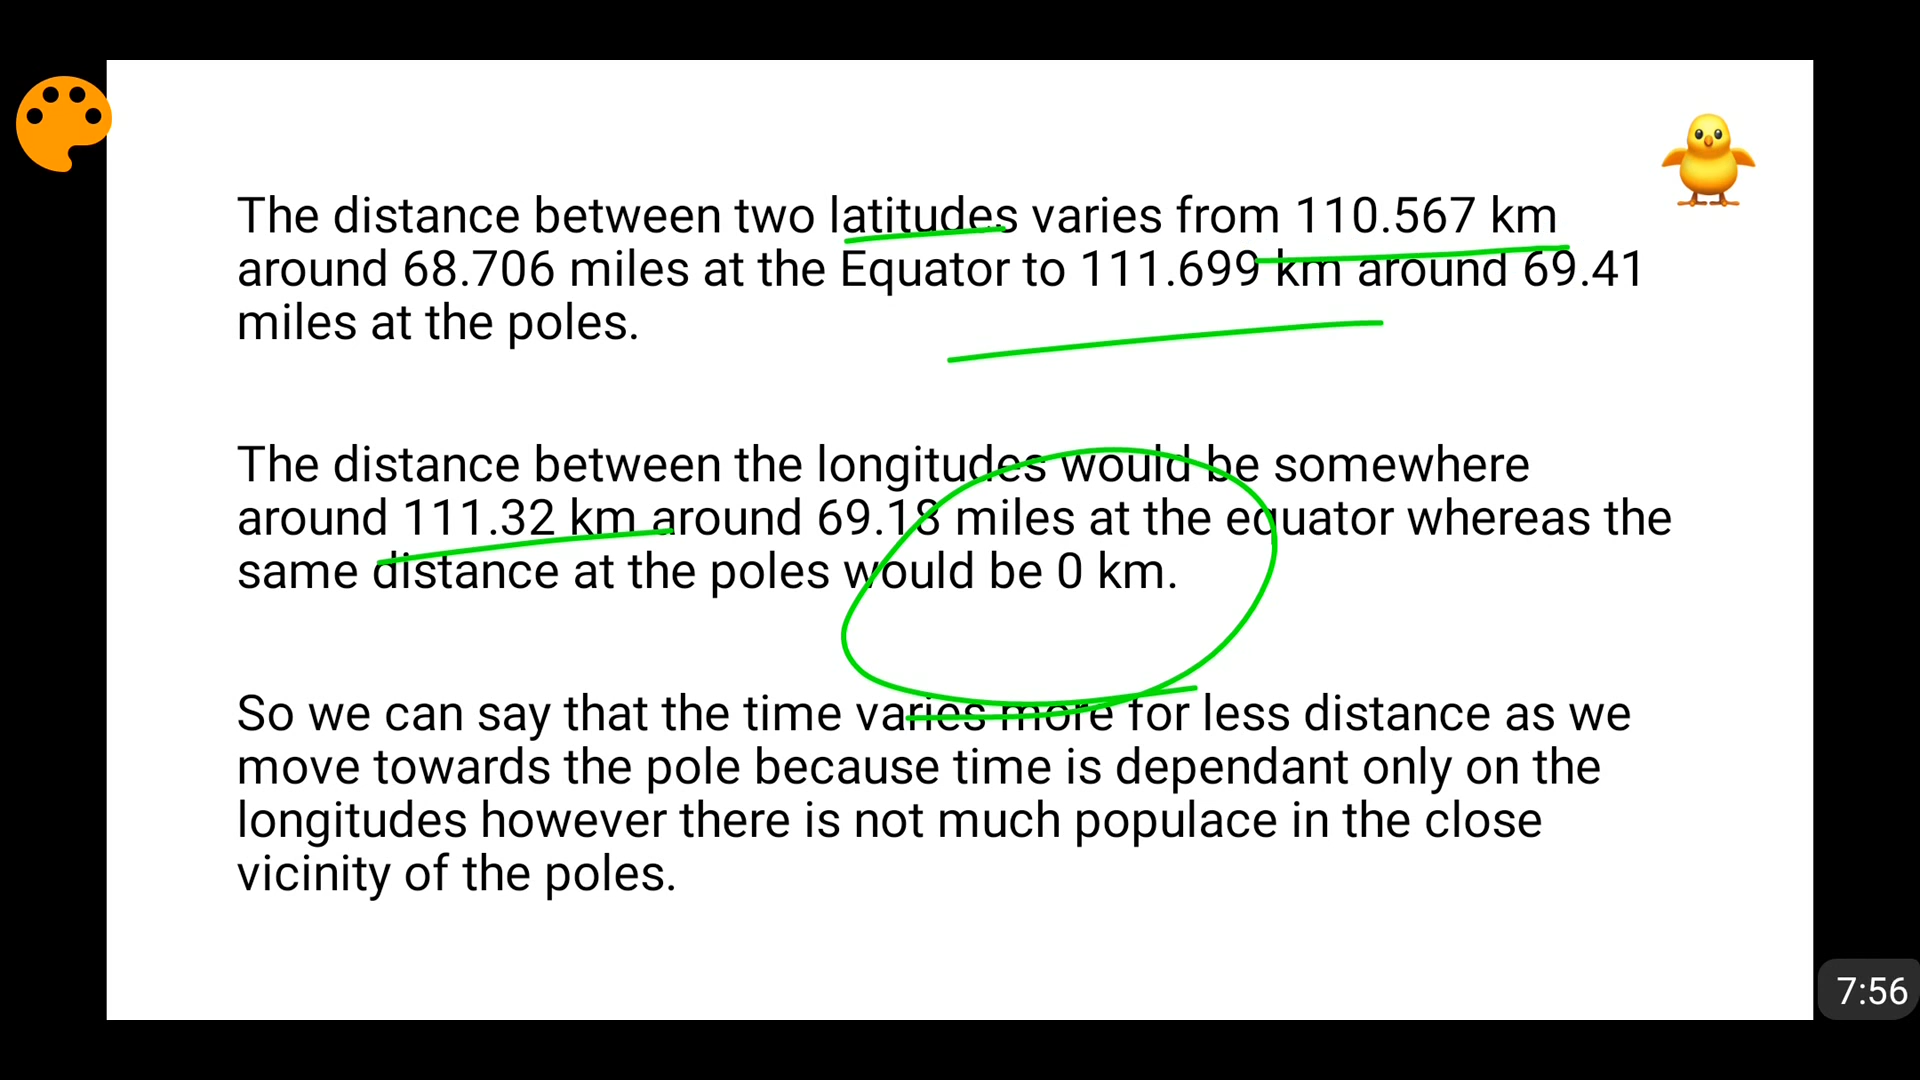 The distance between two latitudes varies from 110.567 km
around 68.706 miles at the Equator to 111.699 km around 69.41
miles at the poles.
The distance between the longitudes would be somewhere
around 111.32 km around 69.18 miles at the equator whereas the
same distance at the poles would be 0 km.
So we can say that the time varies more for less distance as we
move towards the pole because time is dependant only on the
longitudes however there is not much populace in the close
vicinity of the poles.
7:56